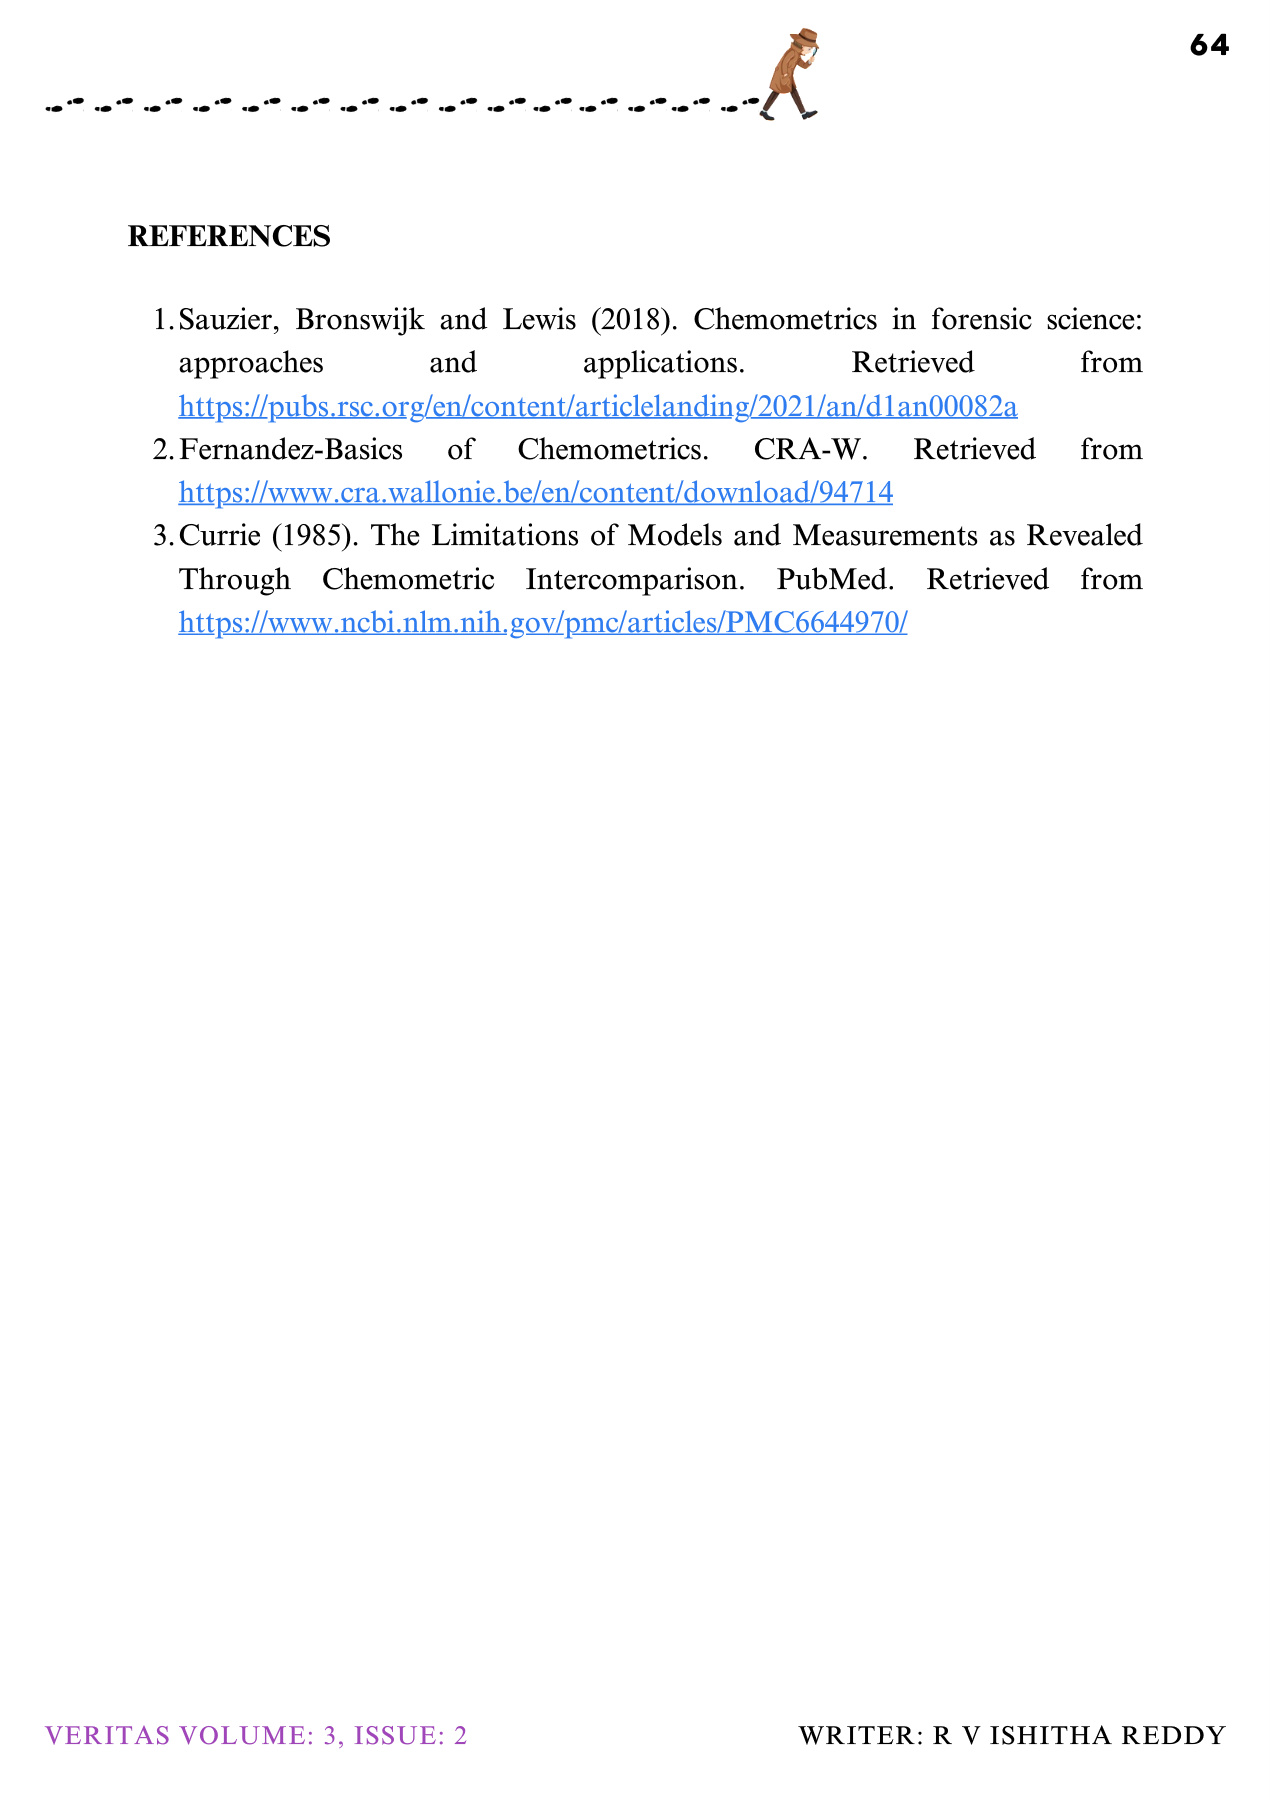 64
REFERENCES
1. Sauzier, Bronswijk and Lewis (2018). Chemometrics in forensic science:
approaches and applications. Retrieved from
https://pubs.rsc.org/en/content/articlelanding/2021/an/d1an00082a
2. Fernandez-Basics of Chemometrics. CRA-W. Retrieved from
https://www.cra.wallonie.be/en/content/download/94714
3. Currie (1985). The Limitations of Models and Measurements as Revealed
Through Chemometric Intercomparison. PubMed. Retrieved from
https://www.ncbi.nlm.nih.gov/pmc/articles/PMC6644970/
VERITAS VOLUME: 3, ISSUE: 2
WRITER: R V ISHITHA REDDY